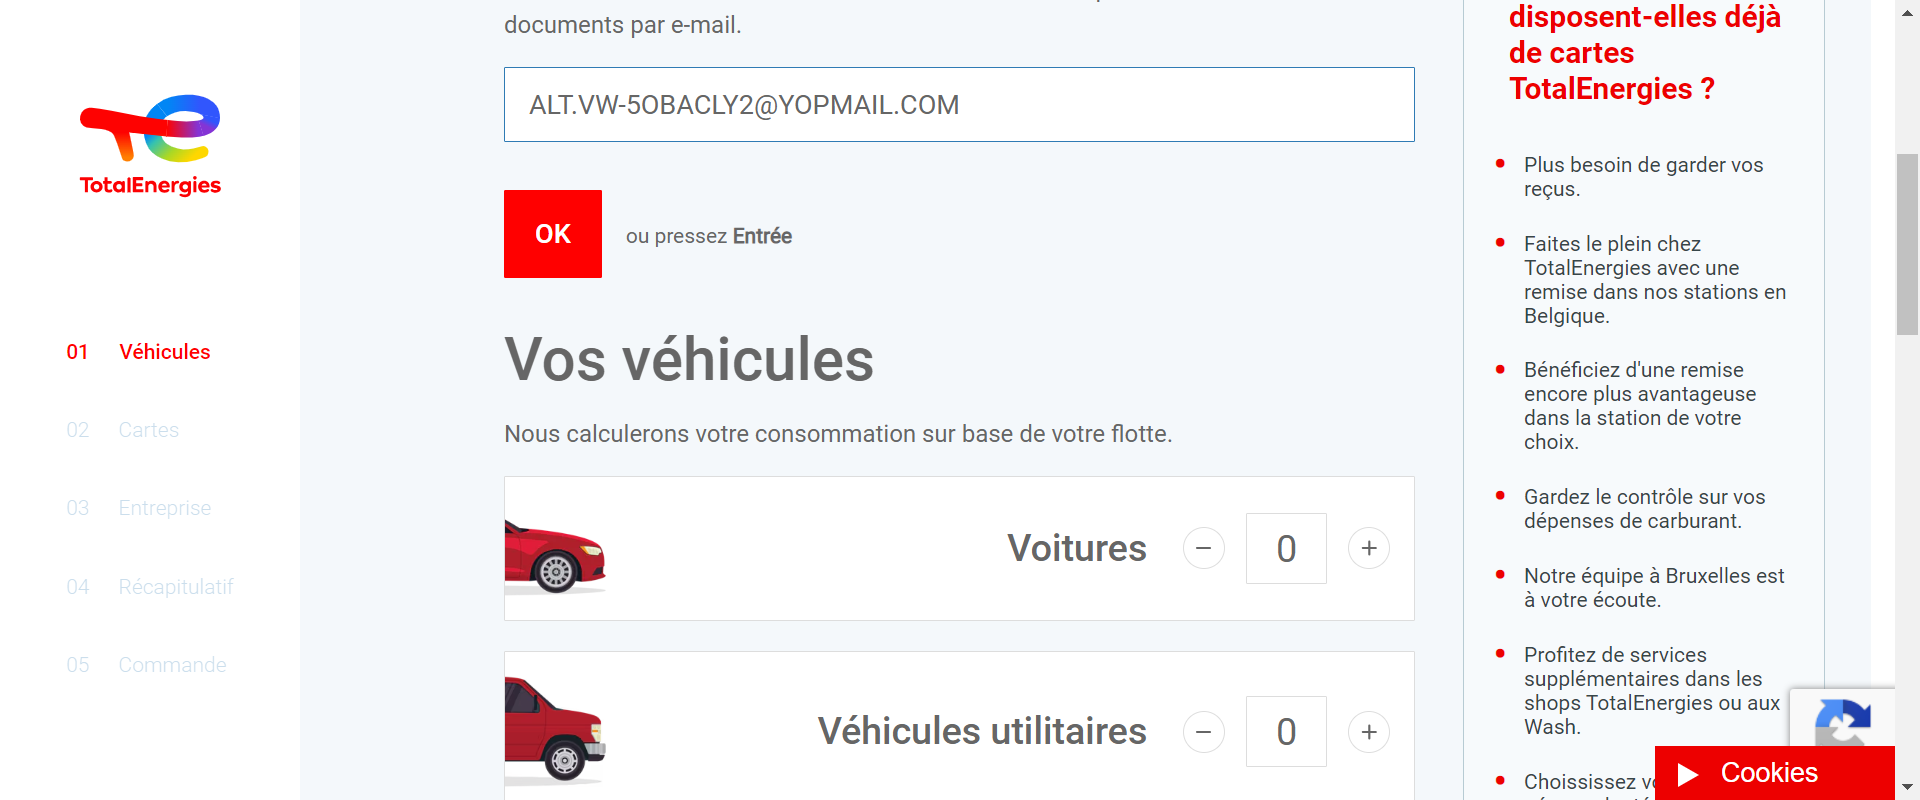 TotalEnergies
01 Véhicules
02 Cartes
03 Entreprise
04 Récapitulatif
05 Commande
documents par e-mail.
ALT.VW-5OBACLY2@YOPMAIL.COM
OK
ou pressez Entrée
Vos véhicules
Nous calculerons votre consommation sur base de votre flotte.
Voitures
−
0
+
Véhicules utilitaires
−
0
+
disposent-elles déjà
de cartes
TotalEnergies ?
Plus besoin de garder vos
reçus.
Faites le plein chez
TotalEnergies avec une
remise dans nos stations en
Belgique.
Bénéficiez d'une remise
encore plus avantageuse
dans la station de votre
choix.
Gardez le contrôle sur vos
dépenses de carburant.
Notre équipe à Bruxelles est
à votre écoute.
Profitez de services
supplémentaires dans les
shops TotalEnergies ou aux
Wash.
Choississez
Cookies